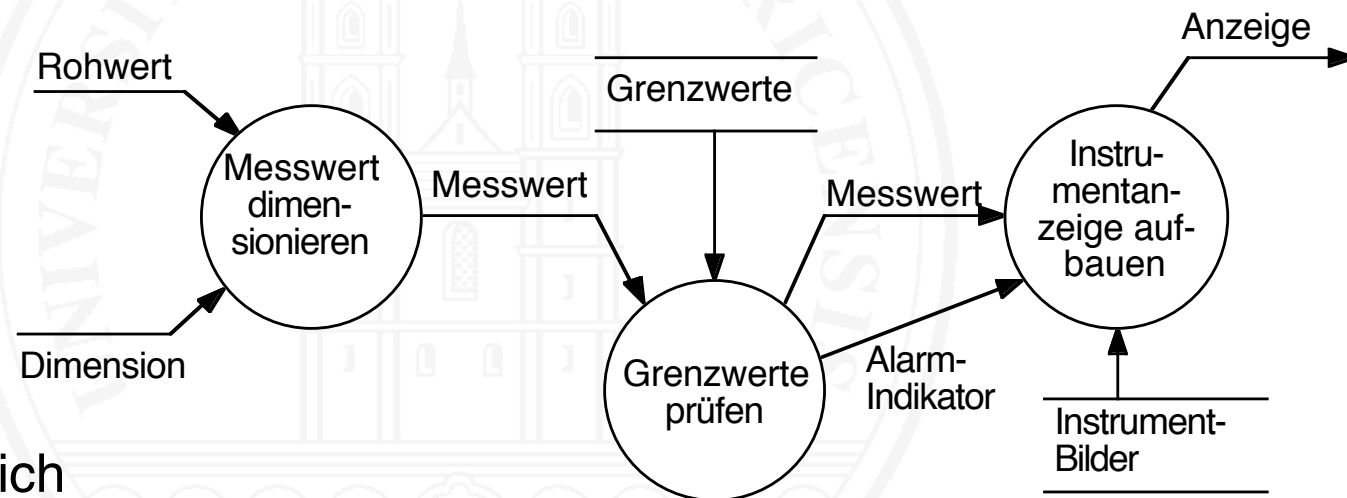 Anzeige
Rohwert
Grenzwerte
Messwert
dimen-
sionieren
Messwert
Messwert
Instru-
mentan-
zeige auf-
bauen
Dimension
Grenzwerte
prüfen
Alarm-
Indikator
Instrument-
Bilder
ich